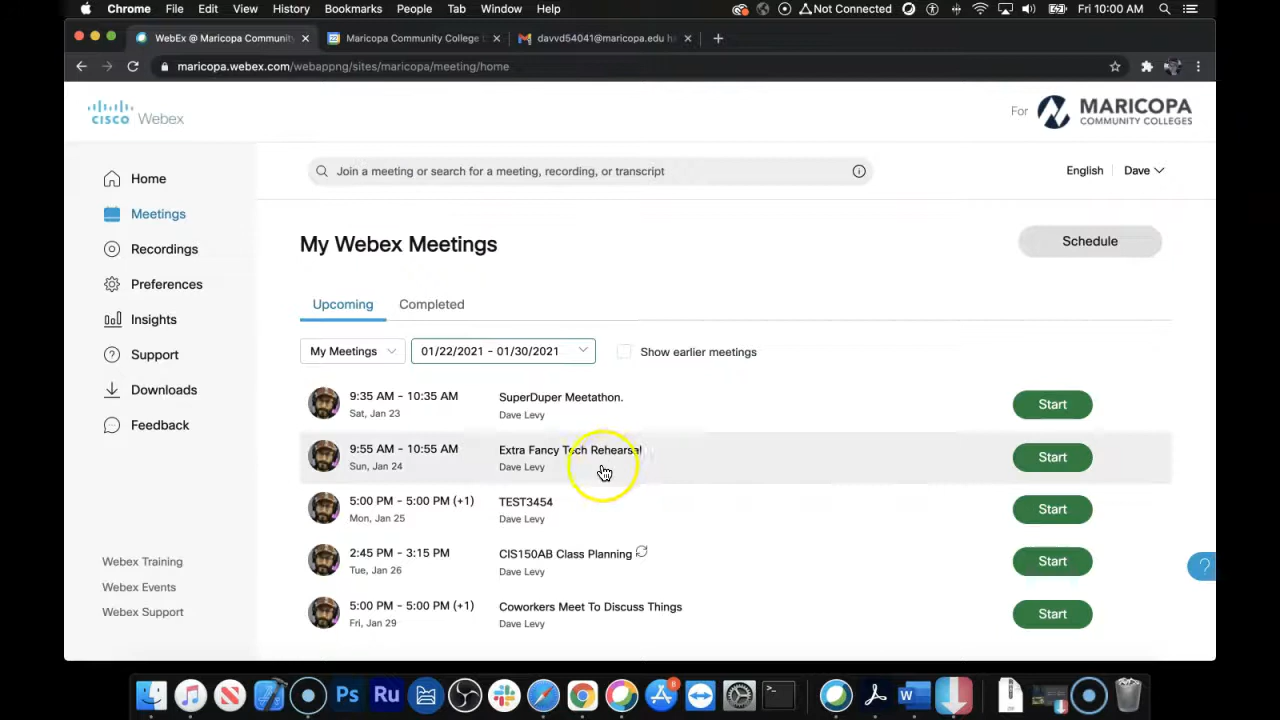 Chrome File Edit View History Bookmarks People Tab Window Help Not Connected Fri 10:00 AM
WebEx @ Maricopa Community Maricopa Community College davvd54041@maricopa.edu
maricopa.webex.com/webappng/sites/maricopa/meeting/home
CISCO Webex
For MARICOPA
COMMUNITY COLLEGES
Join a meeting or search for a meeting, recording, or transcript
English Dave
Home
Meetings
Recordings
Preferences
Insights
Support
Downloads
Feedback
Webex Training
Webex Events
Webex Support
My Webex Meetings
Schedule
Upcoming Completed
My Meetings 01/22/2021 - 01/30/2021 Show earlier meetings
9:35 AM - 10:35 AM SuperDuper Meetathon. Start
Sat, Jan 23 Dave Levy
9:55 AM - 10:55 AM Extra Fancy Tech Rehearsal Start
Sun, Jan 24 Dave Levy
5:00 PM - 5:00 PM (+1) TEST3454 Start
Mon, Jan 25 Dave Levy
2:45 PM - 3:15 PM CIS150AB Class Planning Start
Tue, Jan 26 Dave Levy
5:00 PM - 5:00 PM (+1) Coworkers Meet To Discuss Things Start
Fri, Jan 29 Dave Levy
?
Ps Ru 8 W